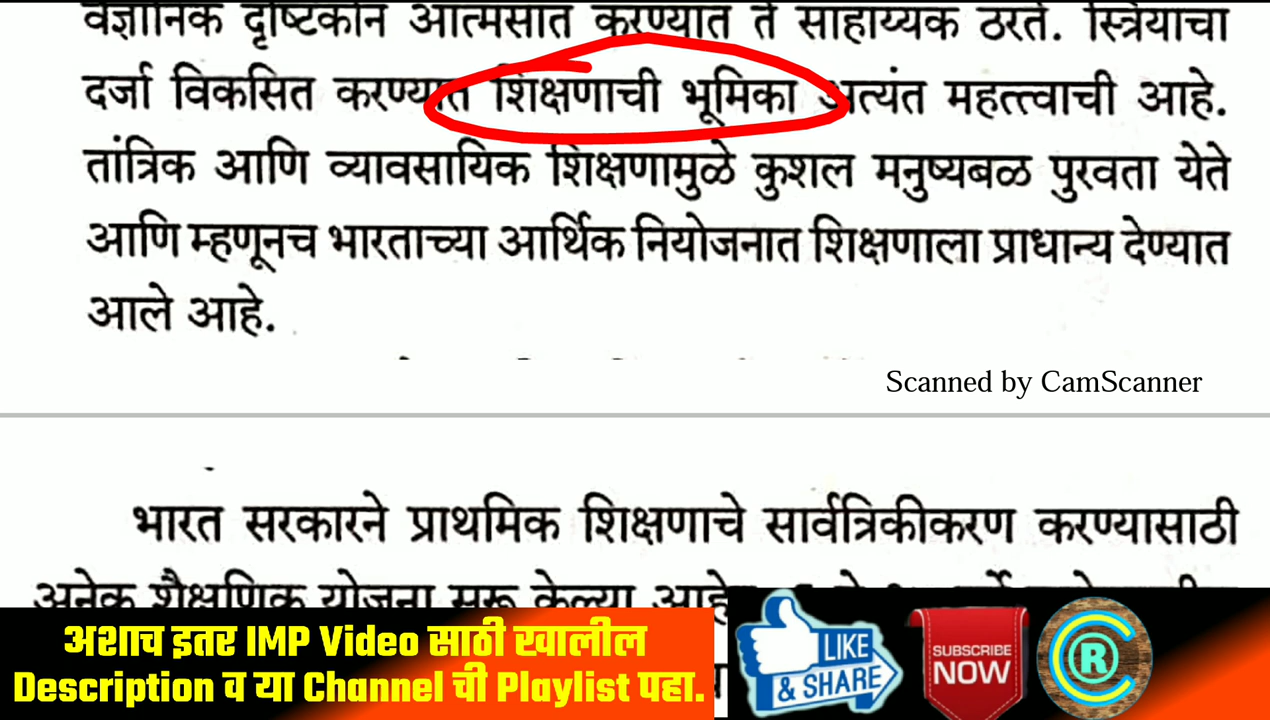 वैज्ञानिक दृष्टिकोन आत्मसात करण्यात ते साहाय्यक ठरते. स्त्रियांचा
दर्जा विकसित करण्यात शिक्षणाची भूमिका अत्यंत महत्त्वाची आहे.
तांत्रिक आणि व्यावसायिक शिक्षणामुळे कुशल मनुष्यबळ पुरवता येते
आणि म्हणूनच भारताच्या आर्थिक नियोजनात शिक्षणाला प्राधान्य देण्यात
आले आहे.
Scanned by CamScanner
भारत सरकारने प्राथमिक शिक्षणाचे सार्वत्रिकीकरण करण्यासाठी
अनेक शैक्षणिक योजना सुरू केल्या
अशाच इतर IMP Video साठी खालील
Description व या Channel ची Playlist पहा.
LIKE
& SHARE
SUBSCRIBE
NOW
R